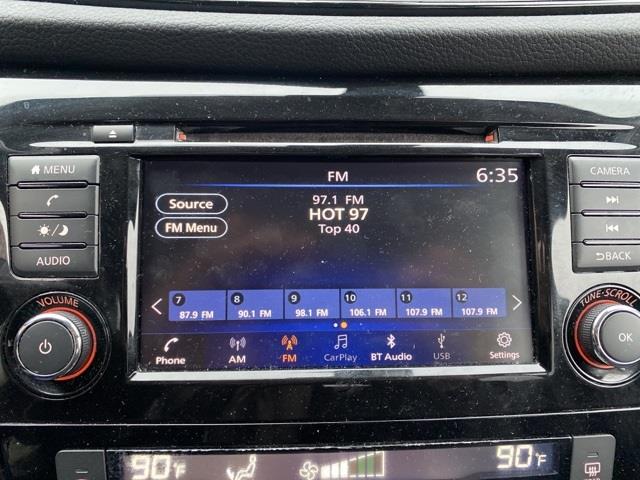 MENU
CAMERA
FM 6:35
Source
97.1 FM
HOT 97
Top 40
FM Menu
AUDIO
BACK
7 8 9 10 11 12
87.9 FM 90.1 FM 98.1 FM 106.1 FM 107.9 FM 107.9 FM
VOLUME
TUNE·SCROLL
OK
Phone AM FM CarPlay BT Audio USB Settings
90°F 90°F